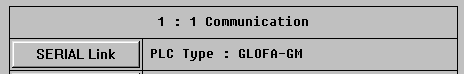 1 : 1 Communication
SERIAL Link
PLC Type : GLOFA-GM